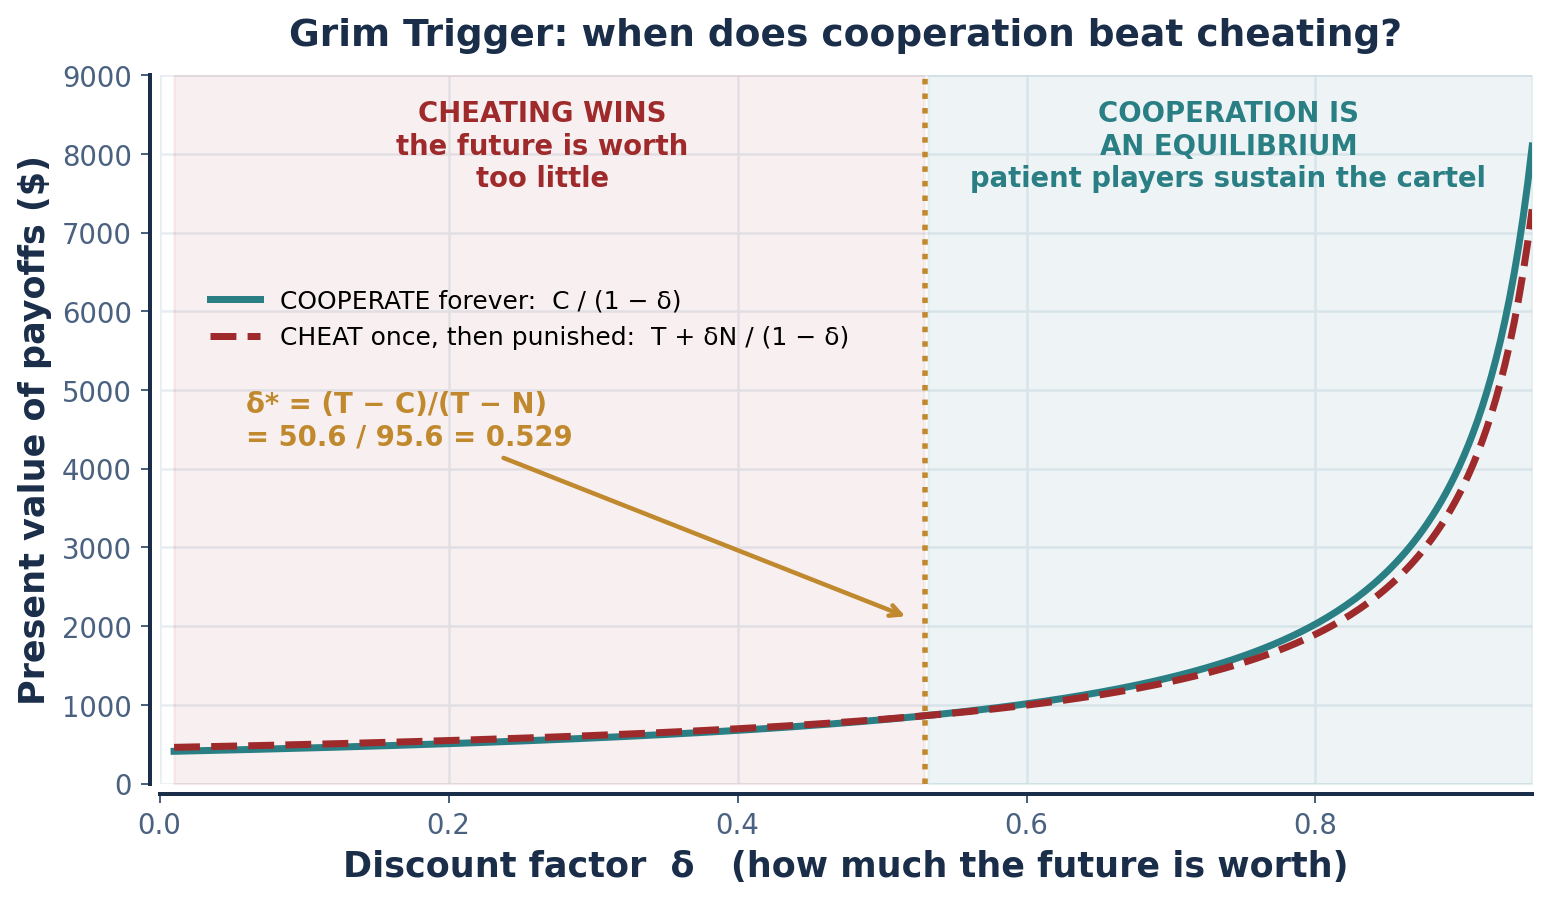 Grim Trigger: when does cooperation beat cheating?
9000
8000
7000
6000
5000
4000
3000
2000
1000
0
Present value of payoffs ($)
CHEATING WINS
the future is worth
too little
COOPERATION IS
AN EQUILIBRIUM
patient players sustain the cartel
COOPERATE forever:  C / (1 − δ)
CHEAT once, then punished:  T + δN / (1 − δ)
δ* = (T − C)/(T − N)
= 50.6 / 95.6 = 0.529
0.0 0.2 0.4 0.6 0.8
Discount factor  δ   (how much the future is worth)